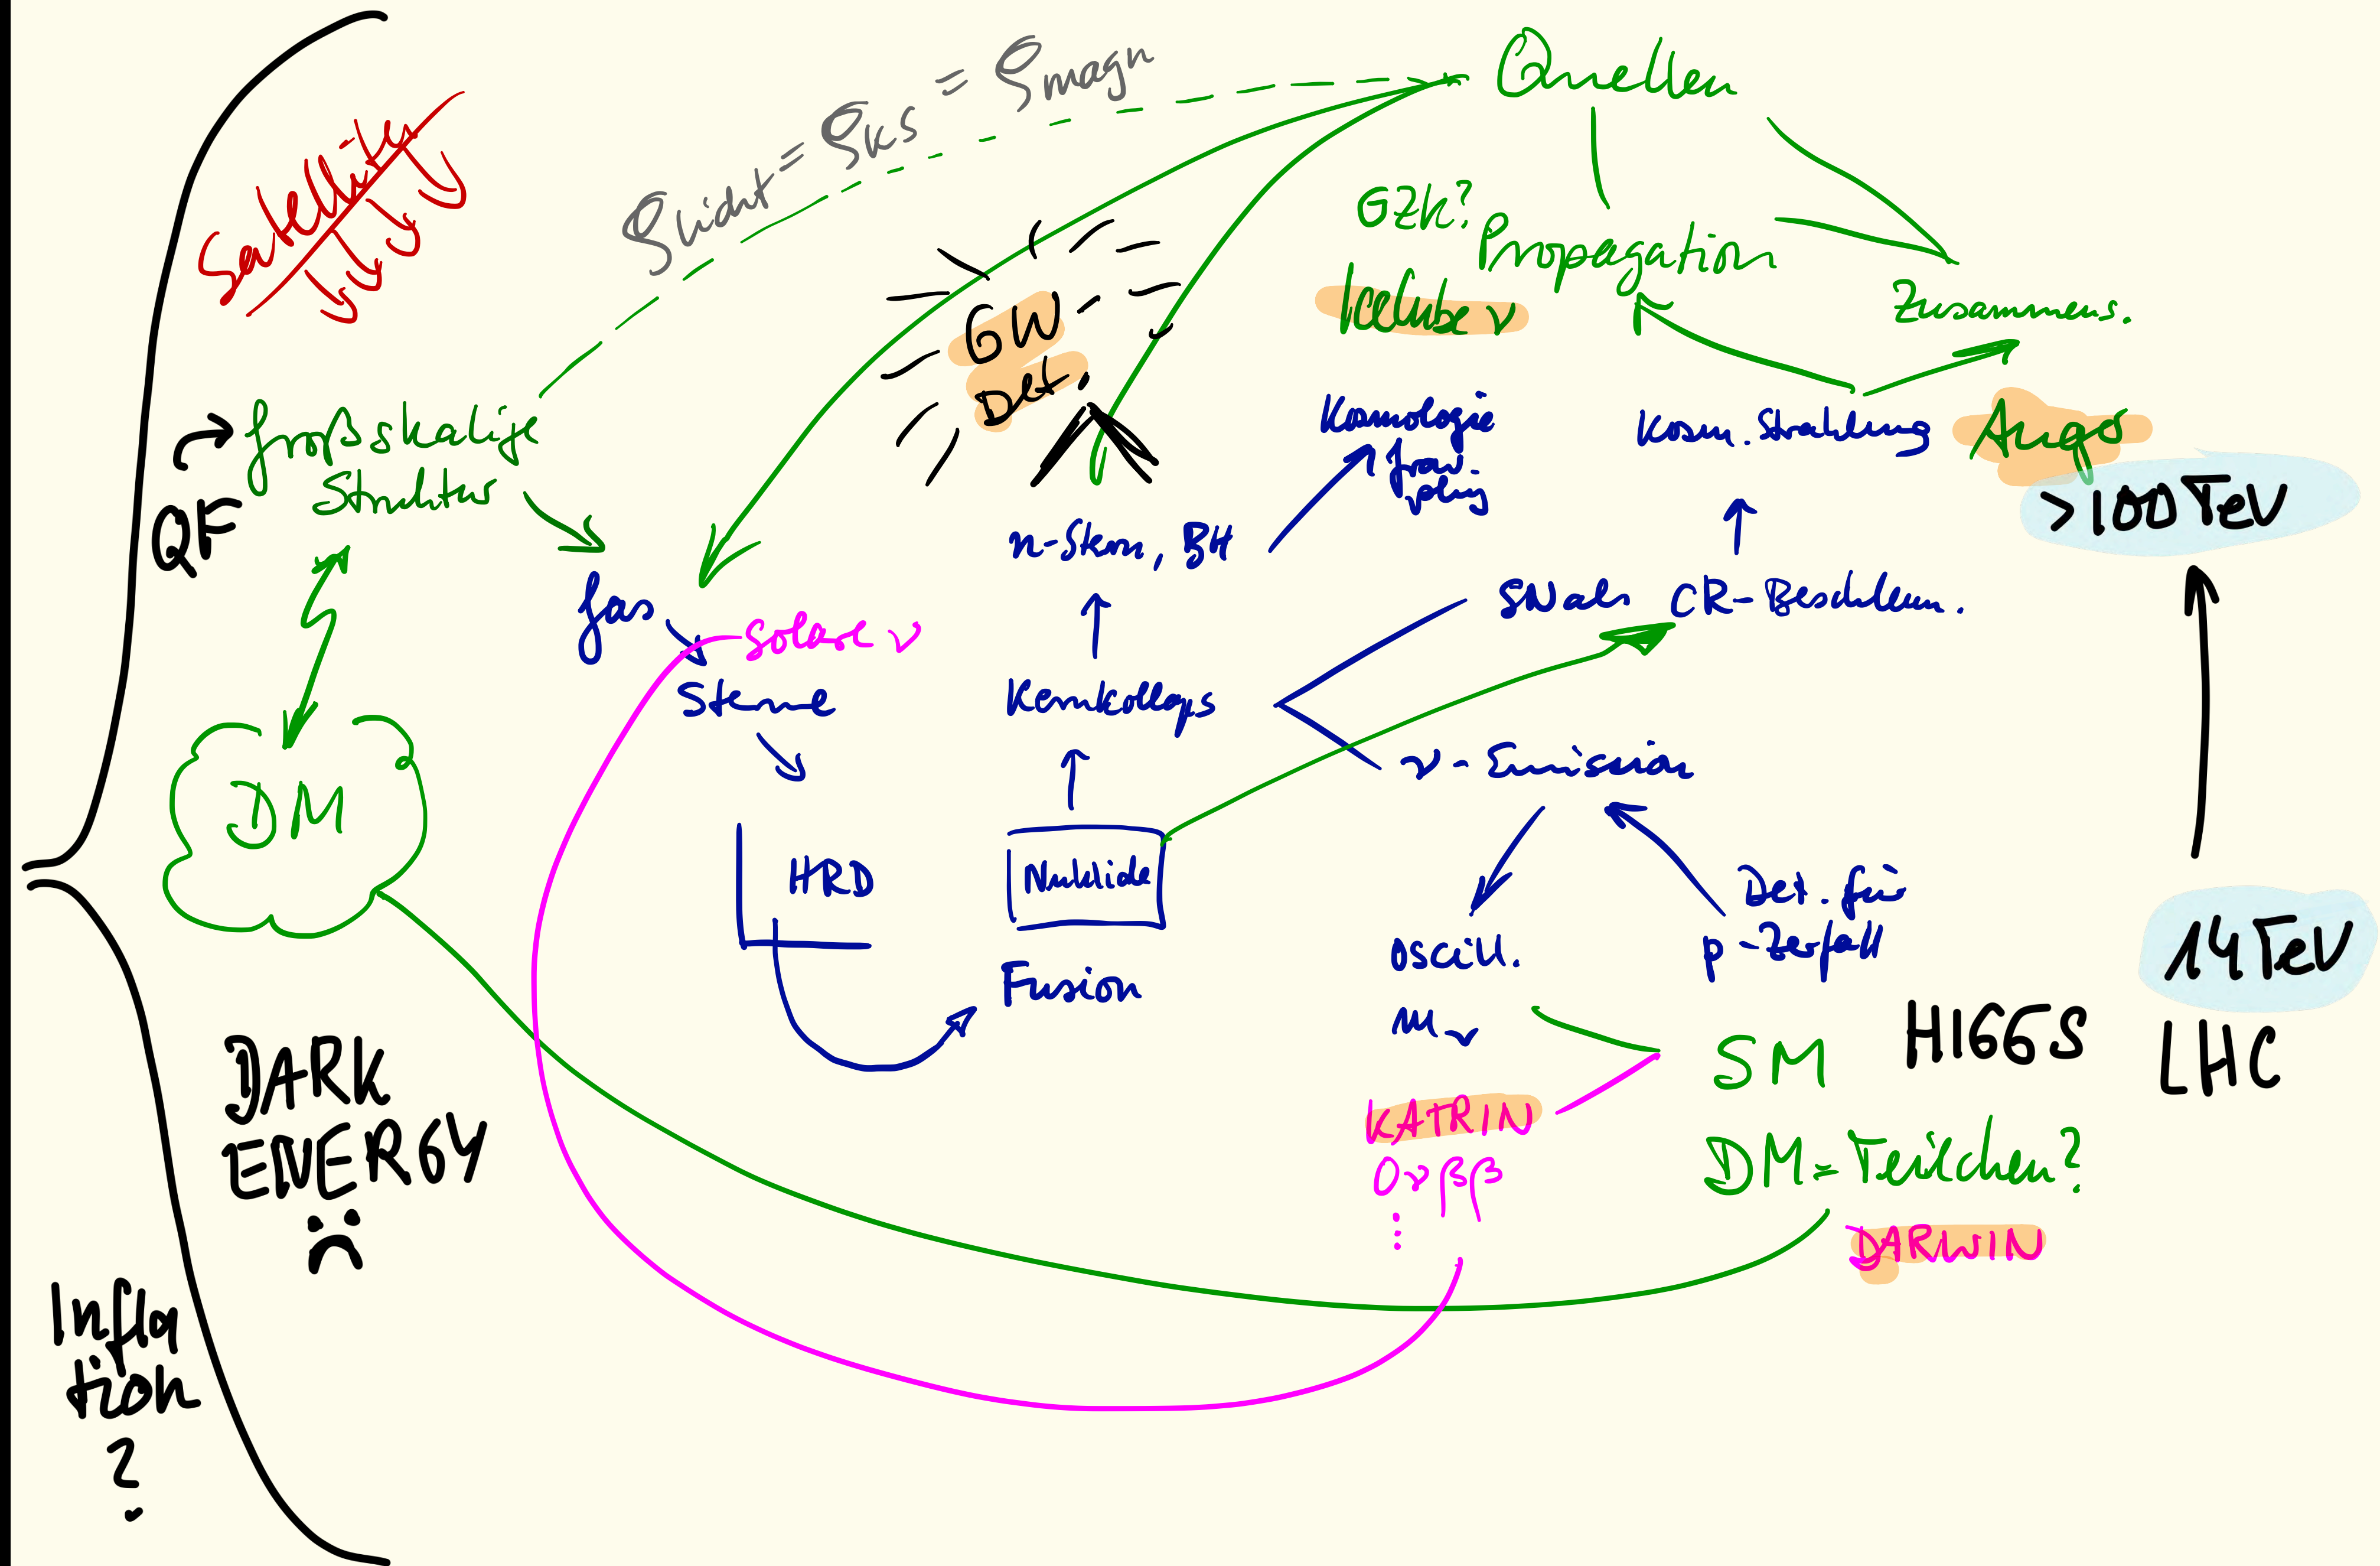 Quellen
ρLicht = ρKS = ρmagn
Satellit
GZK?
Propagation
IceCube ν
Zusammens.
GW
Det.
großskalige
Struktur
QF
Kosmologie
grav.
Kosm. Strahlung
Auger
>100 TeV
n-Stern, BH
Gas
Solare ν
SN als CR-Beschleun.
Sterne
Kernkollaps
ν-Emission
DM
HRD
Nuklide
Det. für
p-Zerfall
Fusion
oscill.
mν
14 TeV
LHC
HIGGS
SM
DARK
ENERGY
KATRIN
0νββ
⋮
DM = Teilchen?
DARWIN
Infla
tion
?